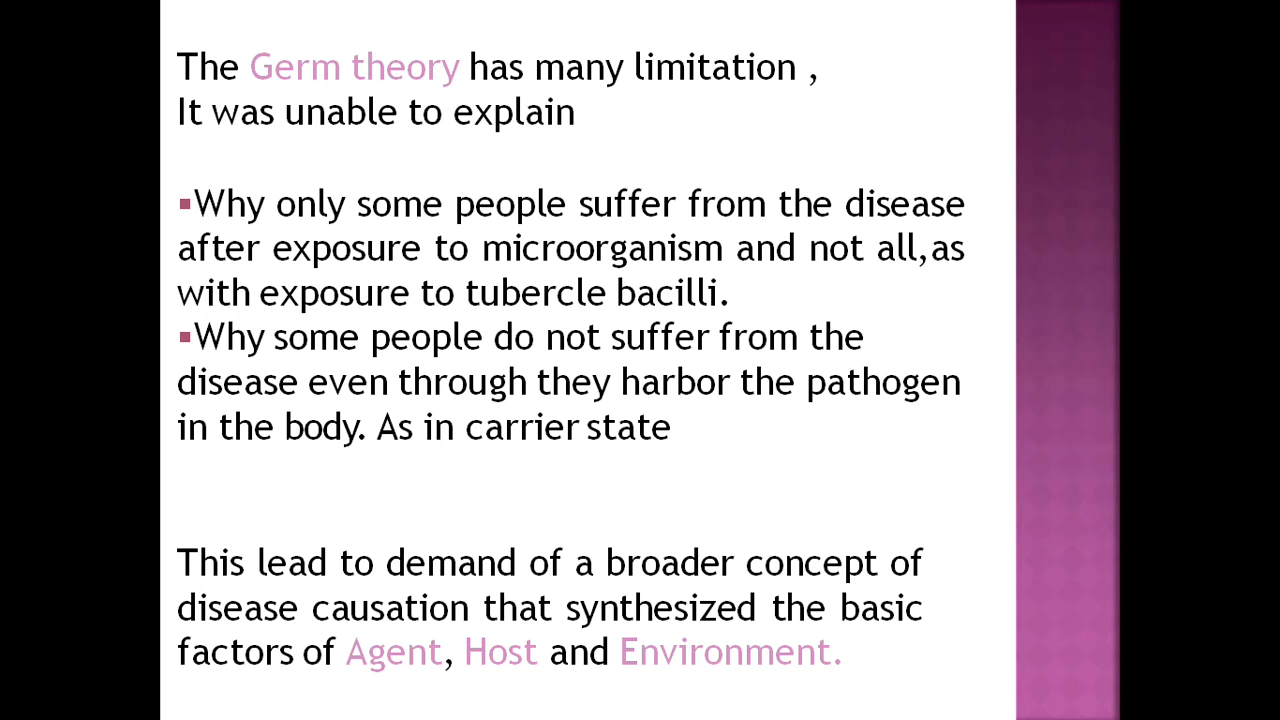 The Germ theory has many limitation ,
It was unable to explain
▪Why only some people suffer from the disease
after exposure to microorganism and not all,as
with exposure to tubercle bacilli.
▪Why some people do not suffer from the
disease even through they harbor the pathogen
in the body. As in carrier state
This lead to demand of a broader concept of
disease causation that synthesized the basic
factors of Agent, Host and Environment.